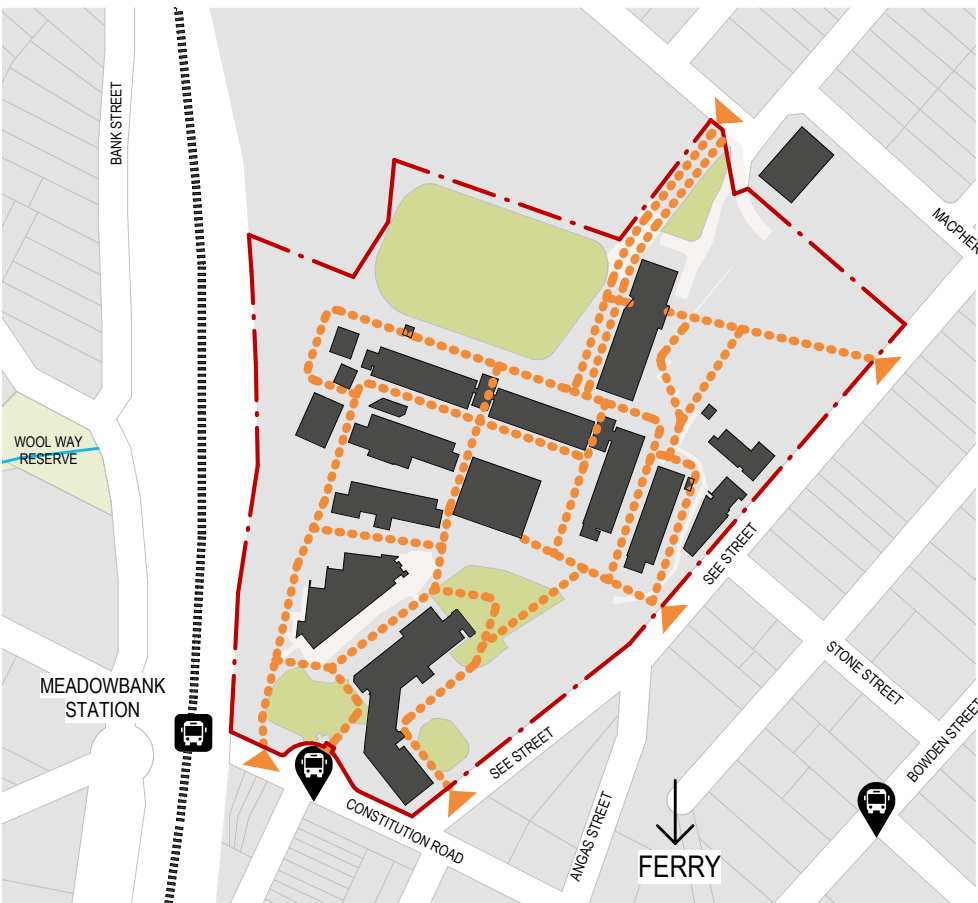 BANK STREET
MACPHER
WOOL WAY
RESERVE
SEE STREET
STONE STREET
MEADOWBANK
STATION
BOWDEN STREET
SEE STREET
CONSTITUTION ROAD
ANGAS STREET
FERRY